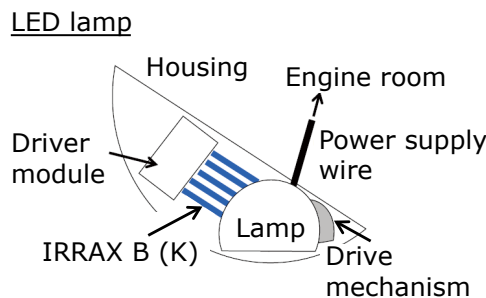 LED lamp
Housing
Engine room
Driver
module
Power supply
wire
Lamp
IRRAX B (K)
Drive
mechanism